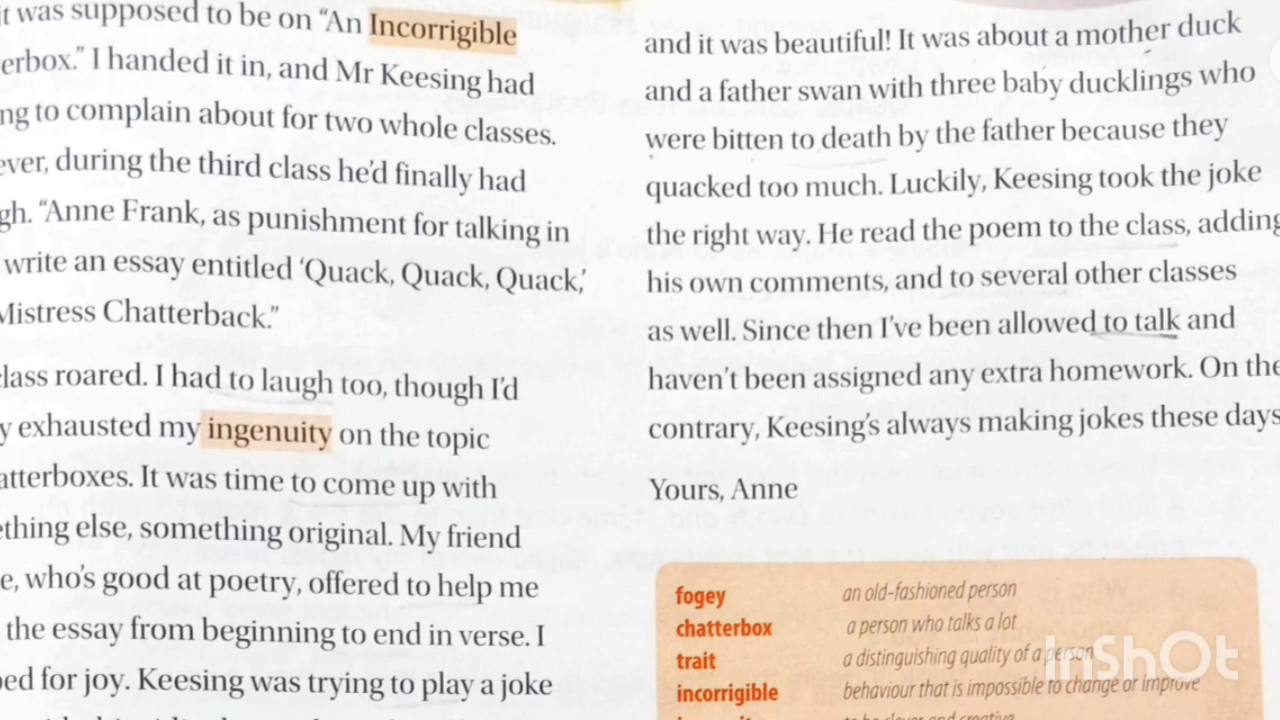 it was supposed to be on “An Incorrigible
erbox.” I handed it in, and Mr Keesing had
ng to complain about for two whole classes.
ever, during the third class he’d finally had
gh. “Anne Frank, as punishment for talking in
write an essay entitled ‘Quack, Quack, Quack,’
Mistress Chatterback.”
class roared. I had to laugh too, though I’d
y exhausted my ingenuity on the topic
atterboxes. It was time to come up with
ething else, something original. My friend
e, who’s good at poetry, offered to help me
the essay from beginning to end in verse. I
ped for joy. Keesing was trying to play a joke
and it was beautiful! It was about a mother duck
and a father swan with three baby ducklings who
were bitten to death by the father because they
quacked too much. Luckily, Keesing took the joke
the right way. He read the poem to the class, adding
his own comments, and to several other classes
as well. Since then I’ve been allowed to talk and
haven’t been assigned any extra homework. On the
contrary, Keesing’s always making jokes these days
Yours, Anne
fogey an old-fashioned person
chatterbox a person who talks a lot
trait a distinguishing quality of a person
incorrigible behaviour that is impossible to change or improve
to be clever and creative
InShOt